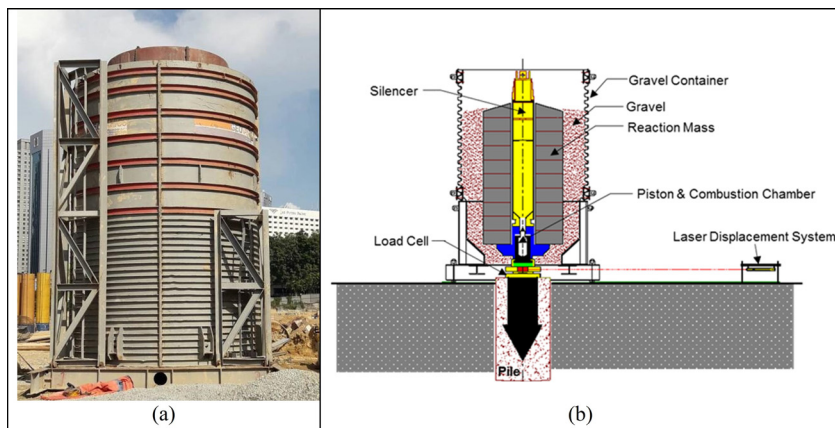 Silencer
Gravel Container
Gravel
Reaction Mass
Piston & Combustion Chamber
Load Cell
Laser Displacement System
Pile
(a)
(b)